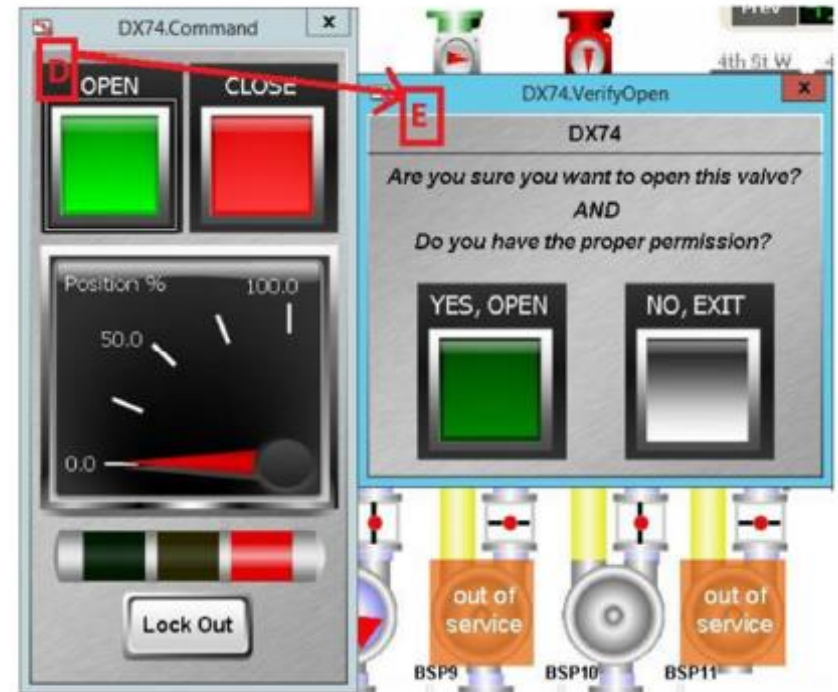 DX74.Command
x
D
OPEN
CLOSE
Position %
100.0
50.0
0.0
Lock Out
Prev
4th St W
DX74.VerifyOpen
x
E
DX74
Are you sure you want to open this valve?
AND
Do you have the proper permission?
YES, OPEN
NO, EXIT
out of
service
out of
service
BSP9
BSP10
BSP11